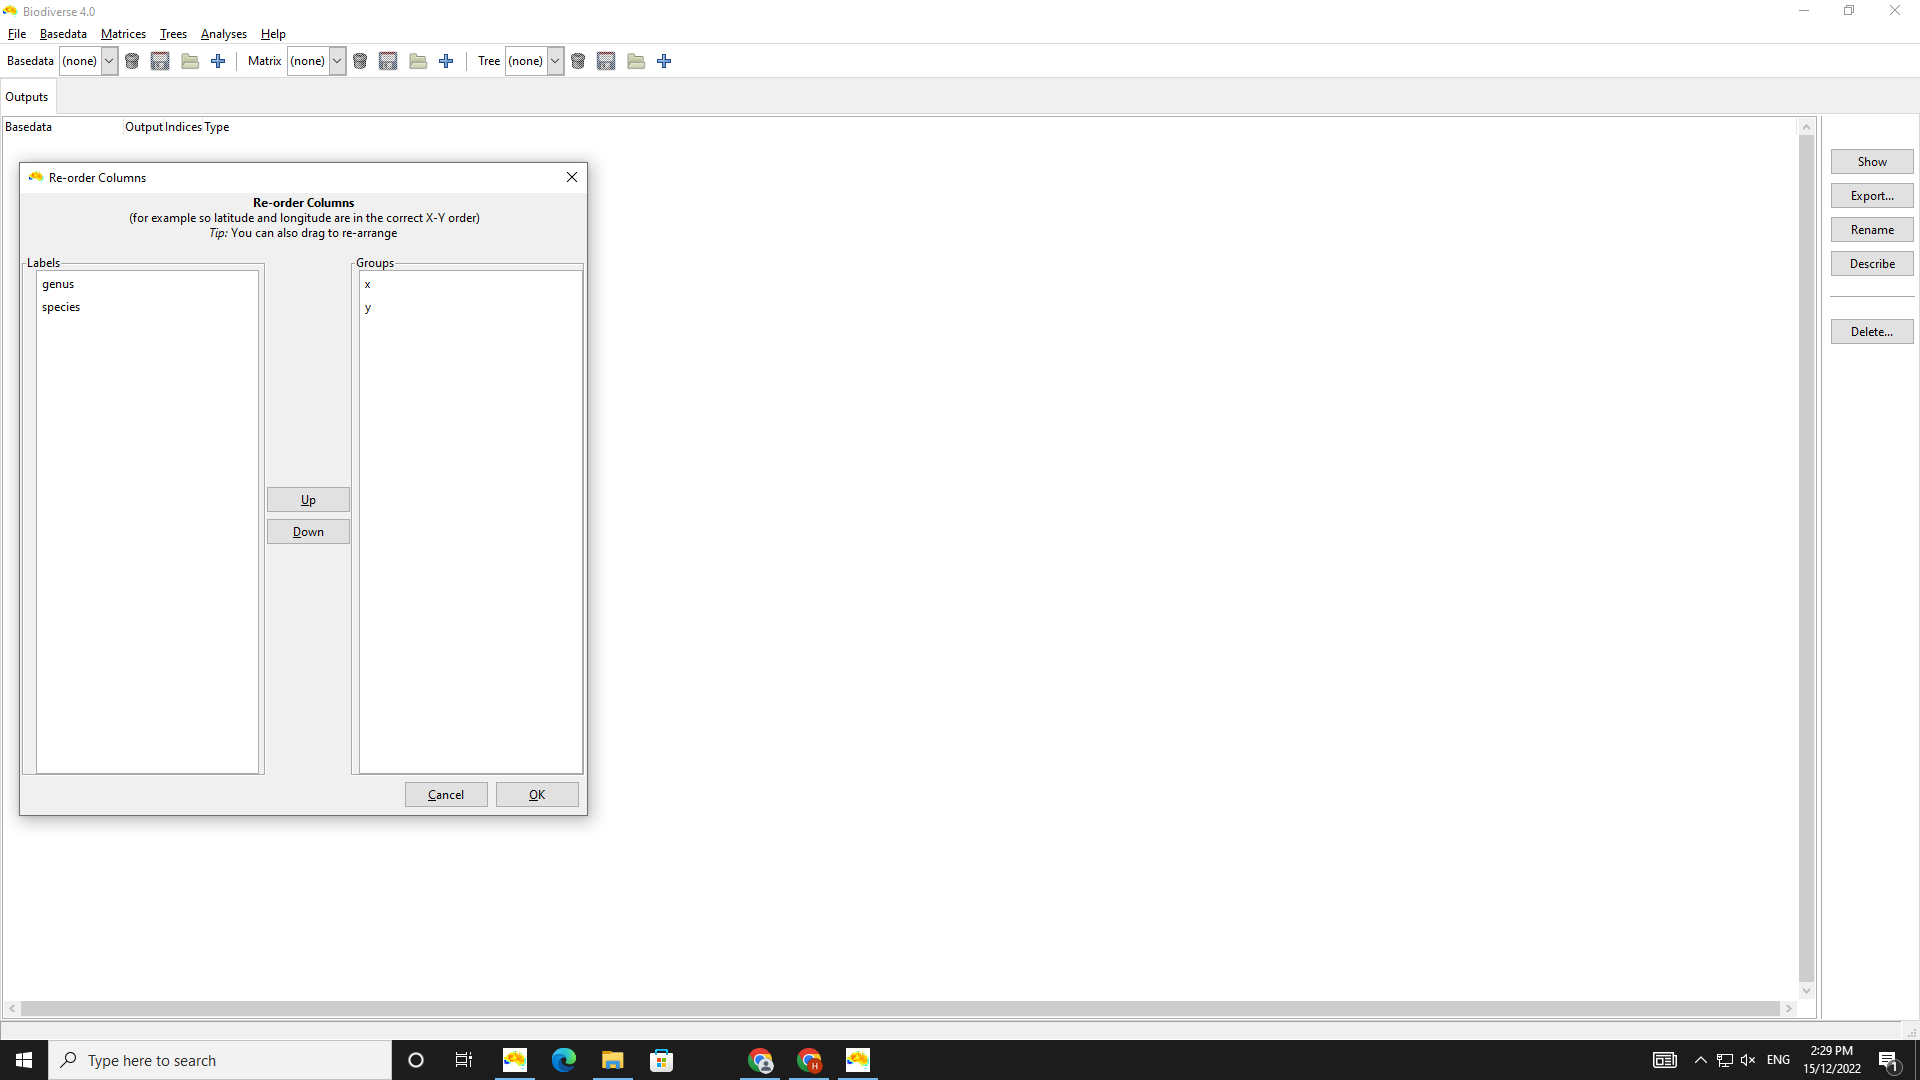 Biodiverse 4.0
File Basedata Matrices Trees Analyses Help
Basedata (none) Matrix (none) Tree (none)
Outputs
Basedata Output Indices Type
Show
Export...
Rename
Describe
Delete...
Re-order Columns
Re-order Columns
(for example so latitude and longitude are in the correct X-Y order)
Tip: You can also drag to re-arrange
Labels
genus
species
Up
Down
Groups
x
y
Cancel OK
Type here to search
H
ENG
2:29 PM
15/12/2022
1